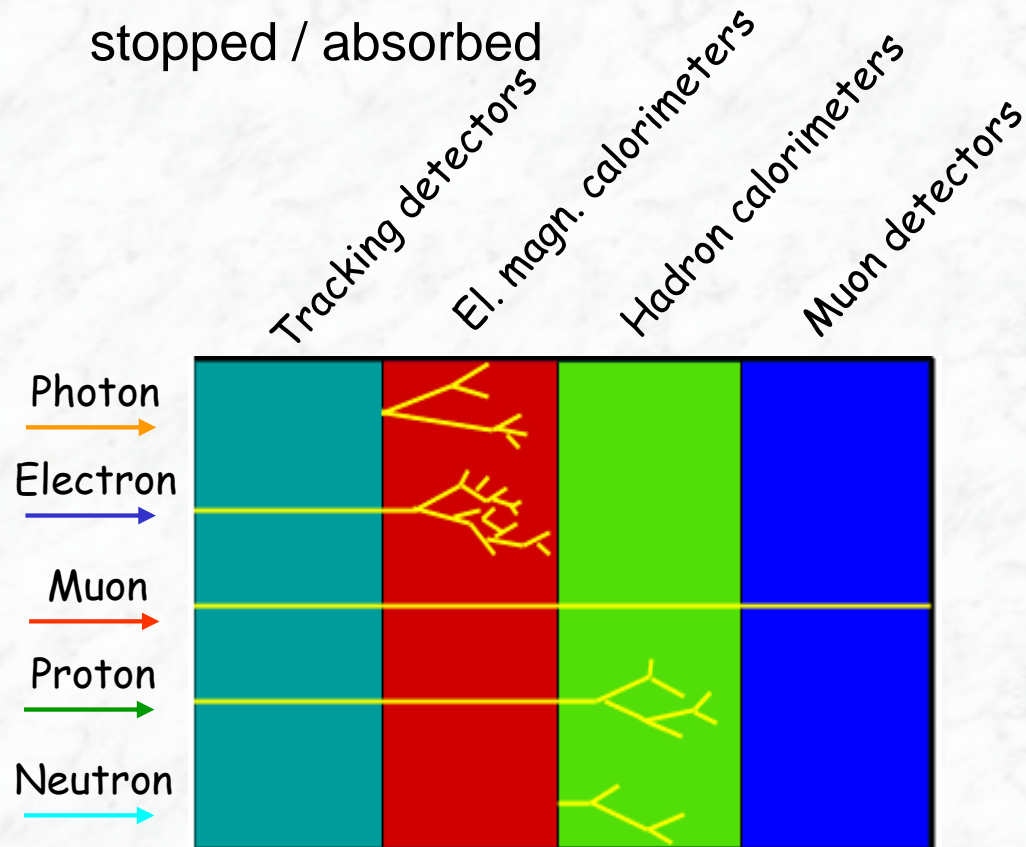 stopped / absorbed
Tracking detectors
El. magn. calorimeters
Hadron calorimeters
Muon detectors
Photon
Electron
Muon
Proton
Neutron